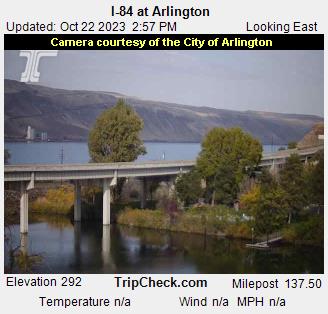 I-84 at Arlington
Updated: Oct 22 2023 2:57 PM Looking East
Camera courtesy of the City of Arlington
Elevation 292 TripCheck.com Milepost 137.50
Temperature n/a Wind n/a MPH n/a